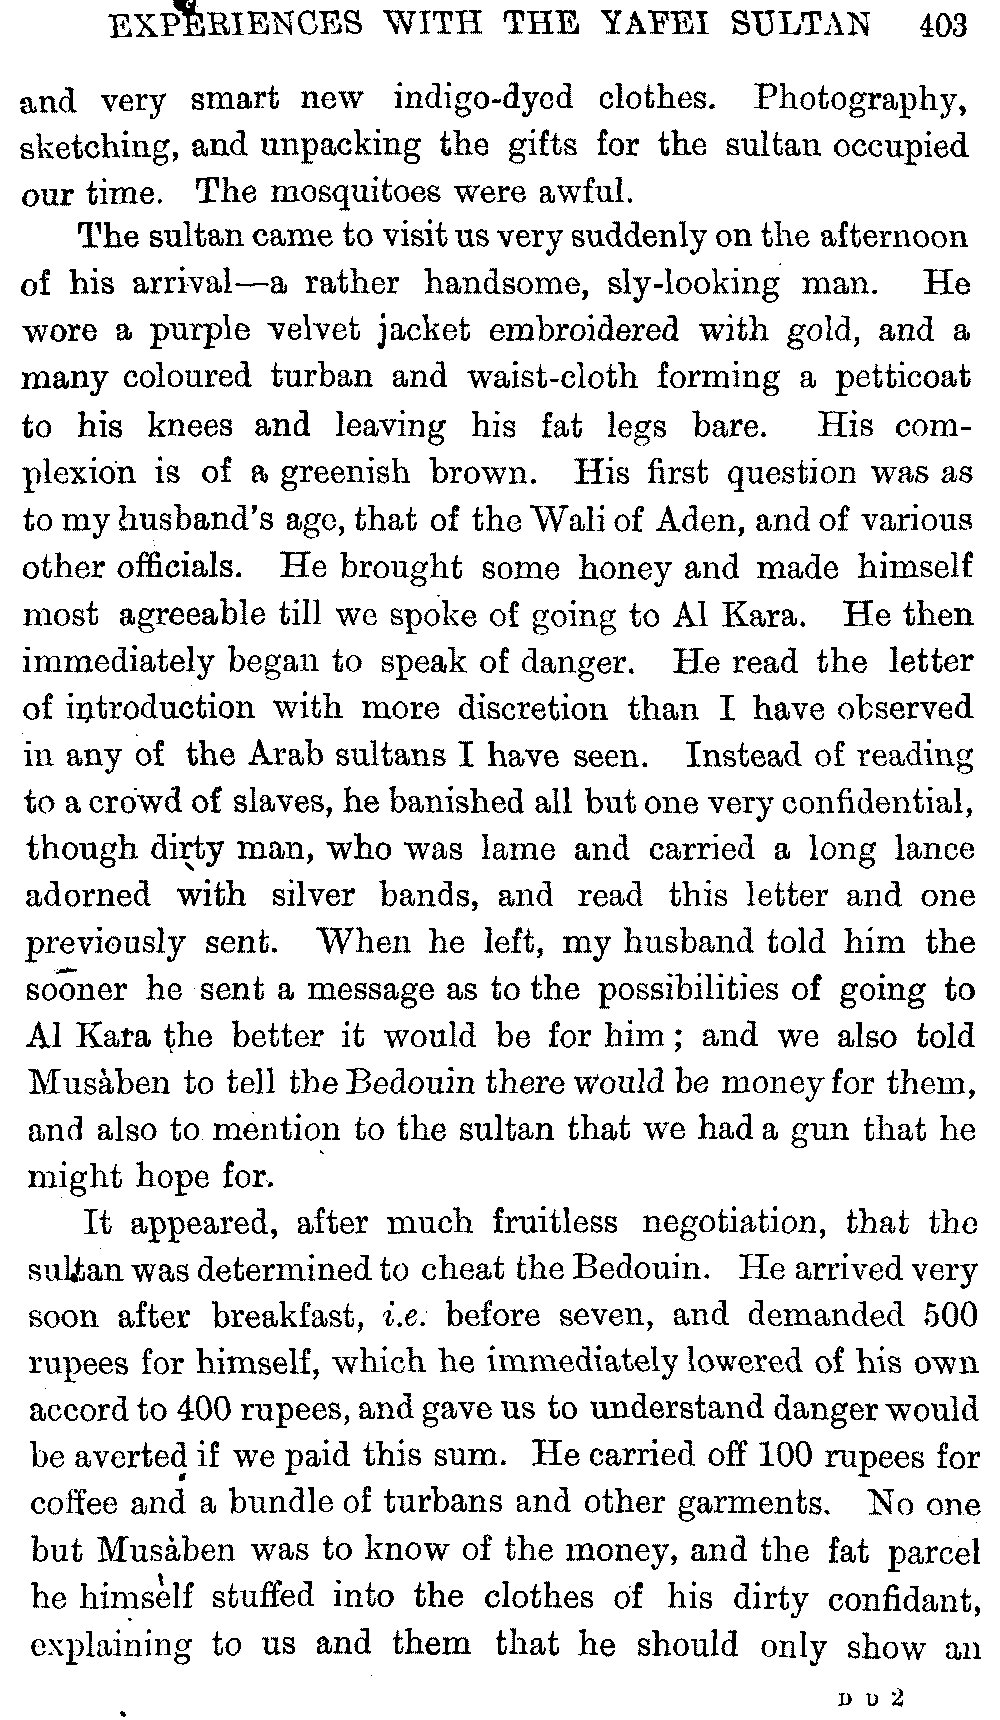 EXPERIENCES WITH THE YAFEI SULTAN 403
and very smart new indigo-dyed clothes. Photography,
sketching, and unpacking the gifts for the sultan occupied
our time. The mosquitoes were awful.
The sultan came to visit us very suddenly on the afternoon
of his arrival—a rather handsome, sly-looking man. He
wore a purple velvet jacket embroidered with gold, and a
many coloured turban and waist-cloth forming a petticoat
to his knees and leaving his fat legs bare. His com-
plexion is of a greenish brown. His first question was as
to my husband's age, that of the Wali of Aden, and of various
other officials. He brought some honey and made himself
most agreeable till we spoke of going to Al Kara. He then
immediately began to speak of danger. He read the letter
of introduction with more discretion than I have observed
in any of the Arab sultans I have seen. Instead of reading
to a crowd of slaves, he banished all but one very confidential,
though dirty man, who was lame and carried a long lance
adorned with silver bands, and read this letter and one
previously sent. When he left, my husband told him the
sooner he sent a message as to the possibilities of going to
Al Kara the better it would be for him; and we also told
Musàben to tell the Bedouin there would be money for them,
and also to mention to the sultan that we had a gun that he
might hope for.
It appeared, after much fruitless negotiation, that the
sultan was determined to cheat the Bedouin. He arrived very
soon after breakfast, i.e. before seven, and demanded 500
rupees for himself, which he immediately lowered of his own
accord to 400 rupees, and gave us to understand danger would
be averted if we paid this sum. He carried off 100 rupees for
coffee and a bundle of turbans and other garments. No one
but Musàben was to know of the money, and the fat parcel
he himself stuffed into the clothes of his dirty confidant,
explaining to us and them that he should only show an
D D 2